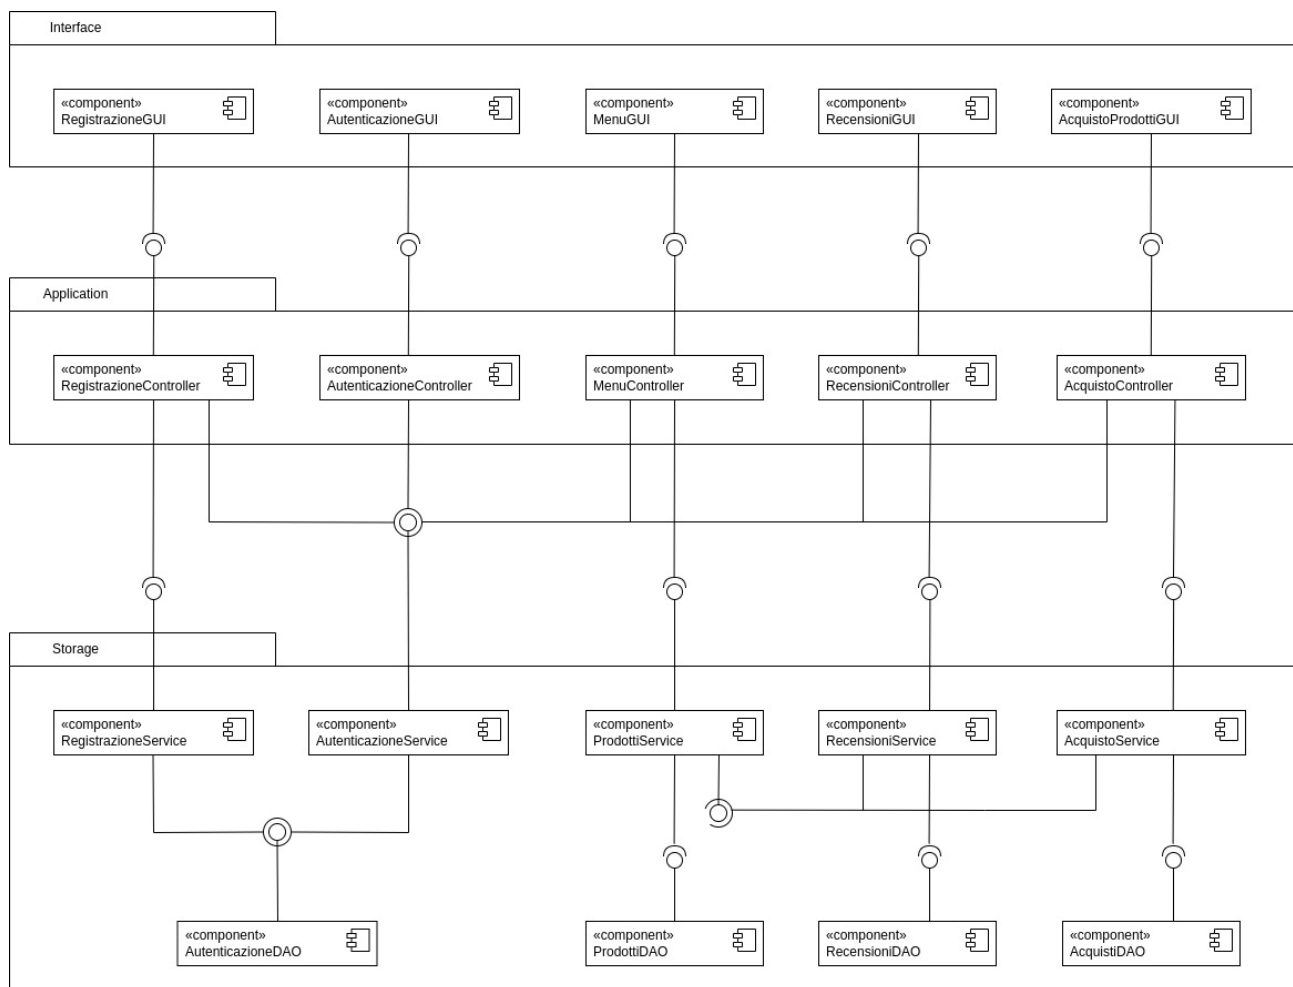 Interface
«component»
RegistrazioneGUI
«component»
AutenticazioneGUI
«component»
MenuGUI
«component»
RecensioniGUI
«component»
AcquistoProdottiGUI
Application
«component»
RegistrazioneController
«component»
AutenticazioneController
«component»
MenuController
«component»
RecensioniController
«component»
AcquistoController
Storage
«component»
RegistrazioneService
«component»
AutenticazioneService
«component»
ProdottiService
«component»
RecensioniService
«component»
AcquistoService
«component»
AutenticazioneDAO
«component»
ProdottiDAO
«component»
RecensioniDAO
«component»
AcquistiDAO